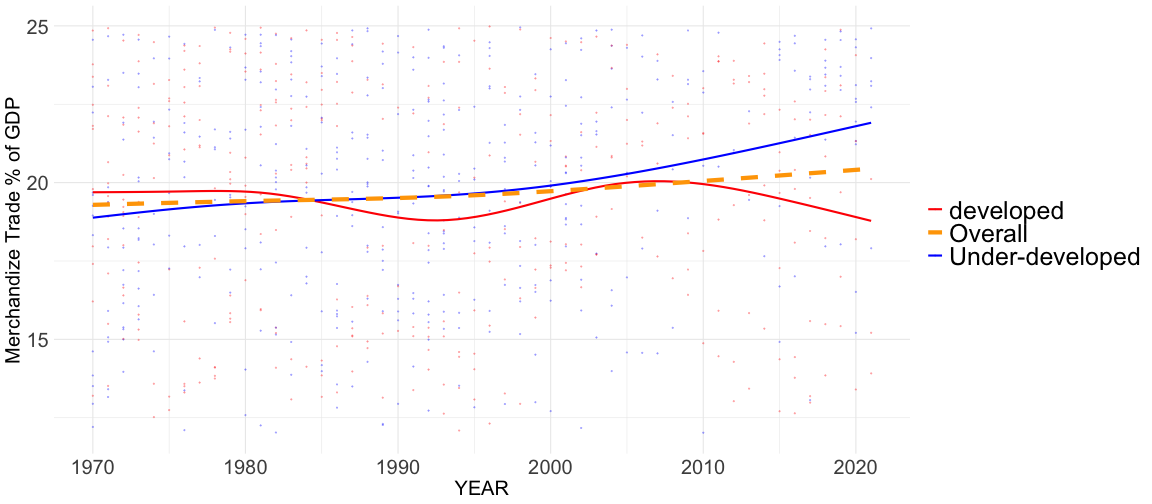 Merchandize Trade % of GDP
25
20
15
1970 1980 1990 2000 2010 2020
YEAR
developed
Overall
Under-developed